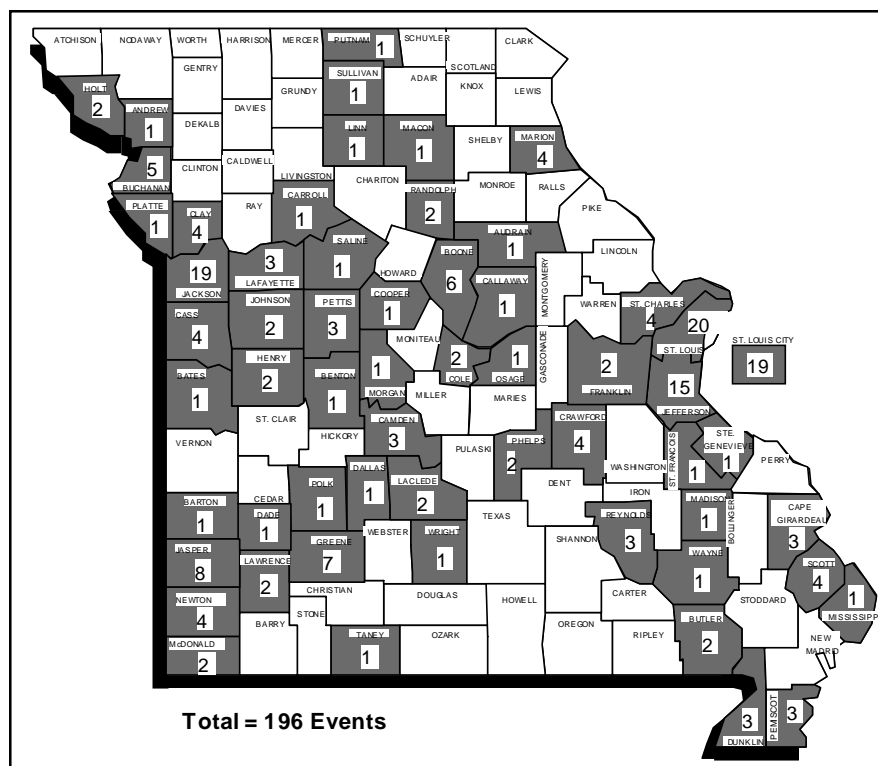 ATCHISON NODAWAY WORTH HARRISON MERCER PUTNAM SCHUYLER SCOTLAND CLARK
1
GENTRY SULLIVAN ADAIR
HOLT GRUNDY KNOX LEWIS
2 1
ANDREW DAVIES
1 DEKALB LINN MACON SHELBY MARION
1 1 4
5 CLINTON CALDWELL LIVINGSTON
BUCHANAN CHARITON MONROE RALLS
PLATTE CLAY RAY CARROLL RANDOLPH
1 4 1 2 PIKE
AUDRAIN
3 SALINE BOONE 1 LINCOLN
19 LAFAYETTE 1 HOWARD 6 MONTGOMERY
JACKSON JOHNSON PETTIS COOPER CALLAWAY WARREN ST. CHARLES
CASS 2 3 1 1 4
4 MONITEAU 20
HENRY 2 1 GASCONADE 2 ST. LOUIS ST. LOUIS CITY
BATES 2 BENTON 1 COLE OSAGE FRANKLIN 15 19
1 1 MORGAN MILLER MARIES JEFFERSON
ST. CLAIR CAMDEN CRAWFORD STE.
VERNON HICKORY 3 PULASKI PHELPS 4 WASHINGTON ST. FRANCOIS GENEVIEVE
2 1 1 PERRY
CEDAR POLK DALLAS LACLEDE DENT IRON
BARTON DADE 1 1 2 TEXAS REYNOLDS MADISON BOLLINGER CAPE
1 1 GREENE WEBSTER WRIGHT SHANNON 3 1 GIRARDEAU
JASPER LAWRENCE 7 1 WAYNE 3
8 2 CHRISTIAN DOUGLAS HOWELL CARTER 1 STODDARD SCOTT
NEWTON STONE 4 1
4 BARRY TANEY OZARK OREGON RIPLEY BUTLER MISSISSIPPI
McDONALD 1 2 NEW
2 MADRID
3 PEMISCOT 3
DUNKLIN
Total = 196 Events